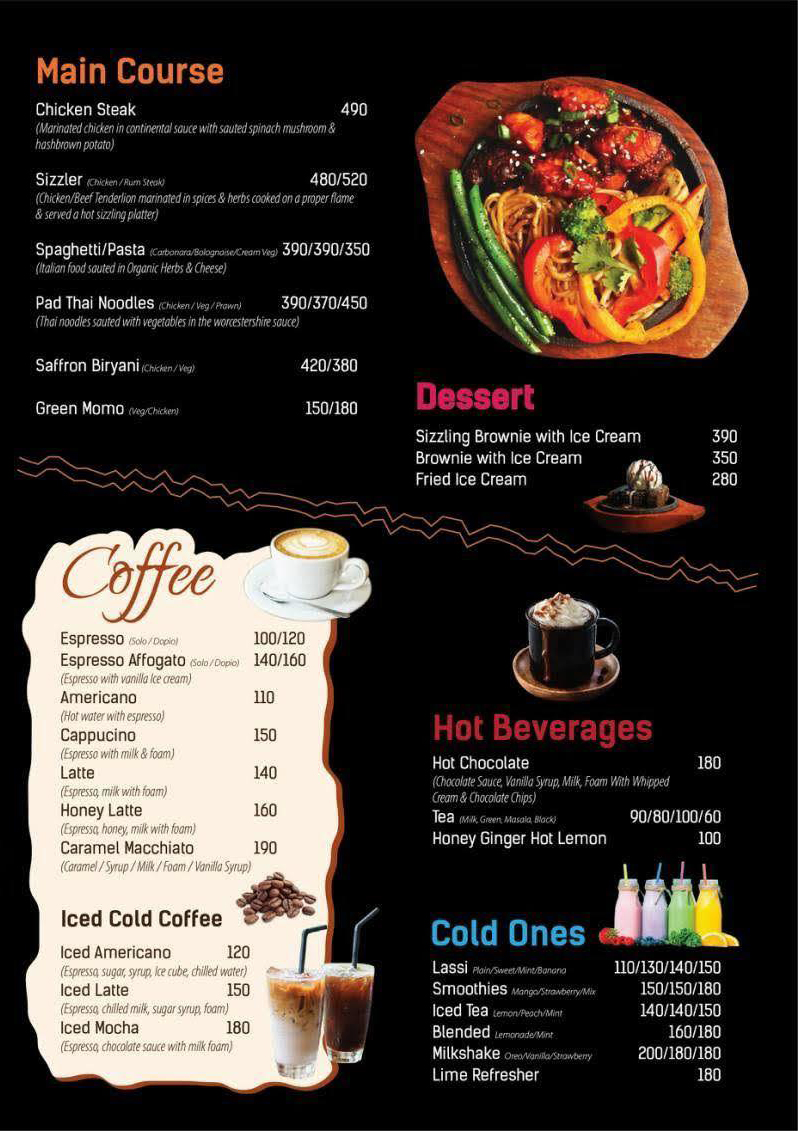 Main Course
Chicken Steak 490
(Marinated chicken in continental sauce with sauted spinach mushroom &
hashbrown potato)
Sizzler (Chicken / Rum Steak) 480/520
(Chicken/Beef Tenderlion marinated in spices & herbs cooked on a proper flame
& served a hot sizzling platter)
Spaghetti/Pasta (Carbonara/Bolognaise/Cream Veg) 390/390/350
(Italian food sauted in Organic Herbs & Cheese)
Pad Thai Noodles (Chicken / Veg / Prawn) 390/370/450
(Thai noodles sauted with vegetables in the worcestershire sauce)
Saffron Biryani (Chicken / Veg) 420/380
Green Momo (Veg/Chicken) 150/180
Dessert
Sizzling Brownie with Ice Cream 390
Brownie with Ice Cream 350
Fried Ice Cream 280
Coffee
Espresso (Solo / Dopio) 100/120
Espresso Affogato (Solo / Dopio) 140/160
(Espresso with vanilla Ice cream)
Americano 110
(Hot water with espresso)
Cappucino 150
(Espresso with milk & foam)
Latte 140
(Espresso, milk with foam)
Honey Latte 160
(Espresso, honey, milk with foam)
Caramel Macchiato 190
(Caramel / Syrup / Milk / Foam / Vanilla Syrup)
Iced Cold Coffee
Iced Americano 120
(Espresso, sugar, syrup, Ice cube, chilled water)
Iced Latte 150
(Espresso, chilled milk, sugar syrup, foam)
Iced Mocha 180
(Espresso, chocolate sauce with milk foam)
Hot Beverages
Hot Chocolate 180
(Chocolate Sauce, Vanilla Syrup, Milk, Foam With Whipped
Cream & Chocolate Chips)
Tea (Milk, Green, Masala, Black) 90/80/100/60
Honey Ginger Hot Lemon 100
Cold Ones
Lassi Plain/Sweet/Mint/Banana 110/130/140/150
Smoothies Mango/Strawberry/Mix 150/150/180
Iced Tea Lemon/Peach/Mint 140/140/150
Blended Lemonade/Mint 160/180
Milkshake Oreo/Vanilla/Strawberry 200/180/180
Lime Refresher 180